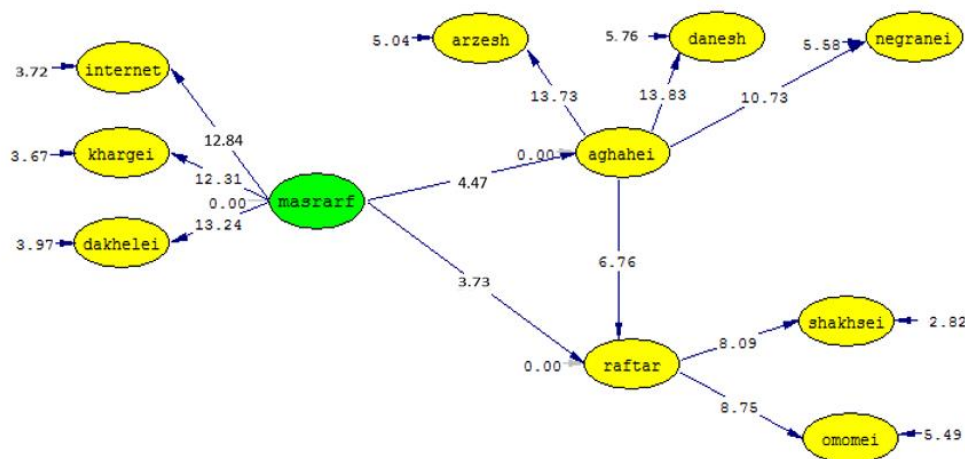 5.04 arzesh
5.76 danesh
5.58 negranei
3.72 internet
13.73
13.83
10.73
12.84
3.67 khargei
0.00 aghahei
12.31
4.47
0.00 masrarf
13.24
3.97 dakhelei
6.76
3.73
shakhsei 2.82
8.09
0.00 raftar
8.75
omomei 5.49